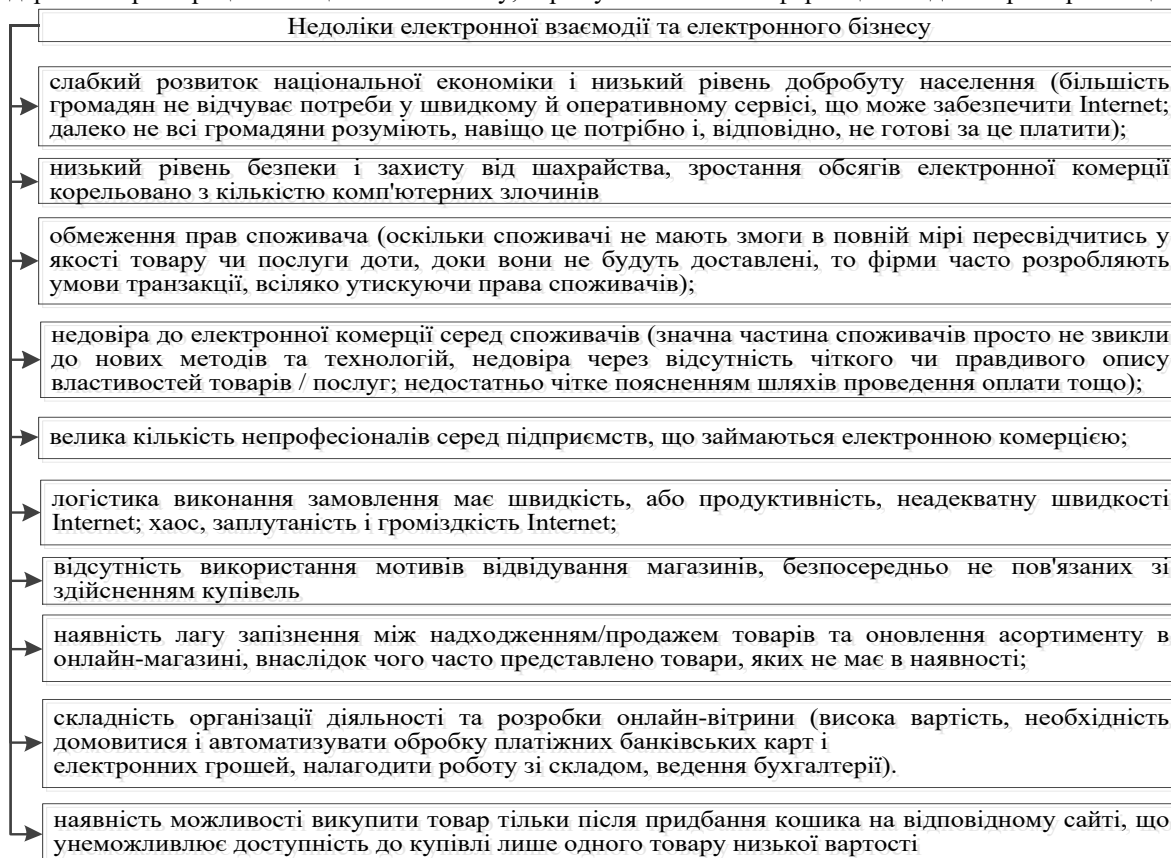 Недоліки електронної взаємодії та електронного бізнесу
слабкий розвиток національної економіки і низький рівень добробуту населення (більшість
громадян не відчуває потреби у швидкому й оперативному сервісі, що може забезпечити Internet;
далеко не всі громадяни розуміють, навіщо це потрібно і, відповідно, не готові за це платити);
низький рівень безпеки і захисту від шахрайства, зростання обсягів електронної комерції
корельовано з кількістю комп'ютерних злочинів
обмеження прав споживача (оскільки споживачі не мають змоги в повній мірі пересвідчитись у
якості товару чи послуги доти, доки вони не будуть доставлені, то фірми часто розробляють
умови транзакції, всіляко утискуючи права споживачів);
недовіра до електронної комерції серед споживачів (значна частина споживачів просто не звикли
до нових методів та технологій, недовіра через відсутність чіткого чи правдивого опису
властивостей товарів / послуг; недостатньо чітке поясненням шляхів проведення оплати тощо);
велика кількість непрофесіоналів серед підприємств, що займаються електронною комерцією;
логістика виконання замовлення має швидкість, або продуктивність, неадекватну швидкості
Internet; хаос, заплутаність і громіздкість Internet;
відсутність використання мотивів відвідування магазинів, безпосередньо не пов'язаних зі
здійсненням купівель
наявність лагу запізнення між надходженням/продажем товарів та оновлення асортименту в
онлайн-магазині, внаслідок чого часто представлено товари, яких не має в наявності;
складність організації діяльності та розробки онлайн-вітрини (висока вартість, необхідність
домовитися і автоматизувати обробку платіжних банківських карт і
електронних грошей, налагодити роботу зі складом, ведення бухгалтерії).
наявність можливості викупити товар тільки після придбання кошика на відповідному сайті, що
унеможливлює доступність до купівлі лише одного товару низької вартості